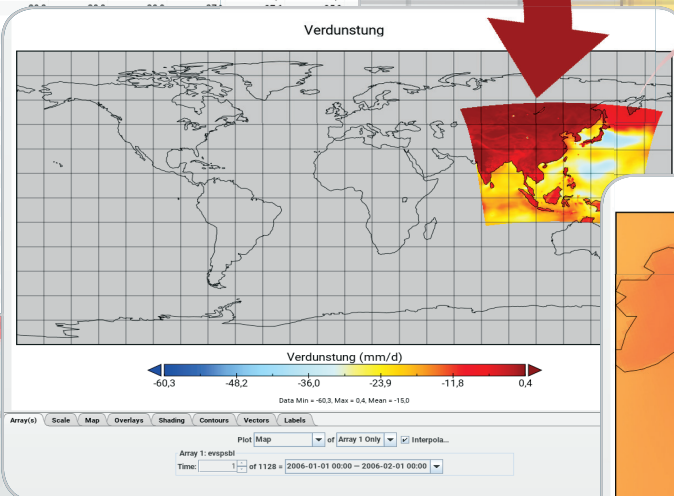 Verdunstung
Verdunstung (mm/d)
-60,3 -48,2 -36,0 -23,9 -11,8 0,4
Data Min = -60,3, Max = 0,4, Mean = -15,0
Array(s) Scale Map Overlays Shading Contours Vectors Labels
Plot Map of Array 1 Only Interpola...
Array 1: evspsbl
Time: 1 of 1128 = 2006-01-01 00:00 — 2006-02-01 00:00